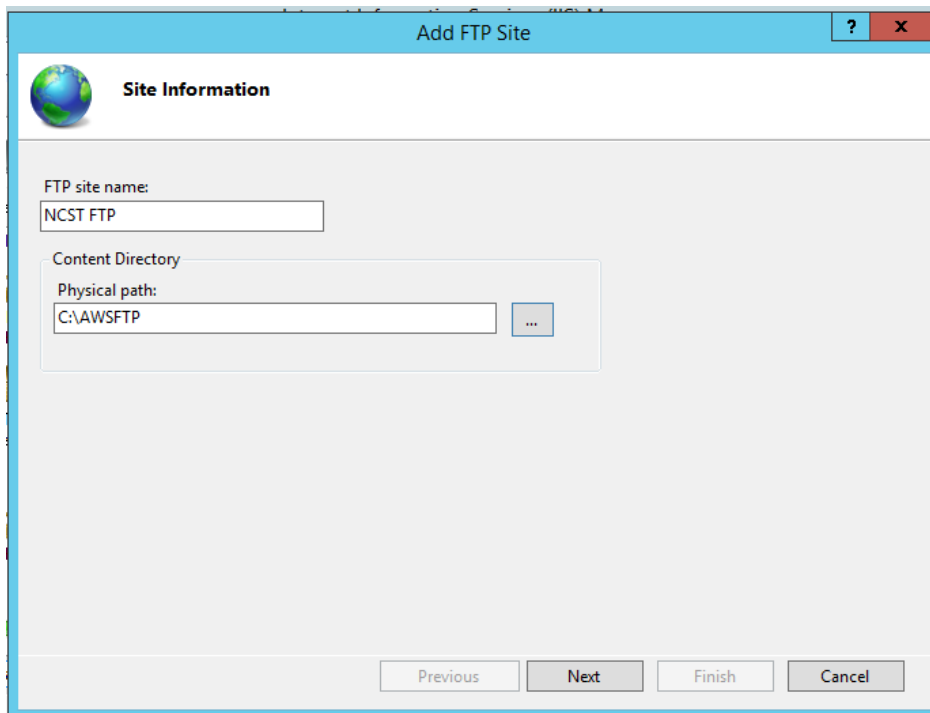 Add FTP Site
?
x
Site Information
FTP site name:
NCST FTP
Content Directory
Physical path:
C:\AWSFTP
...
Previous
Next
Finish
Cancel